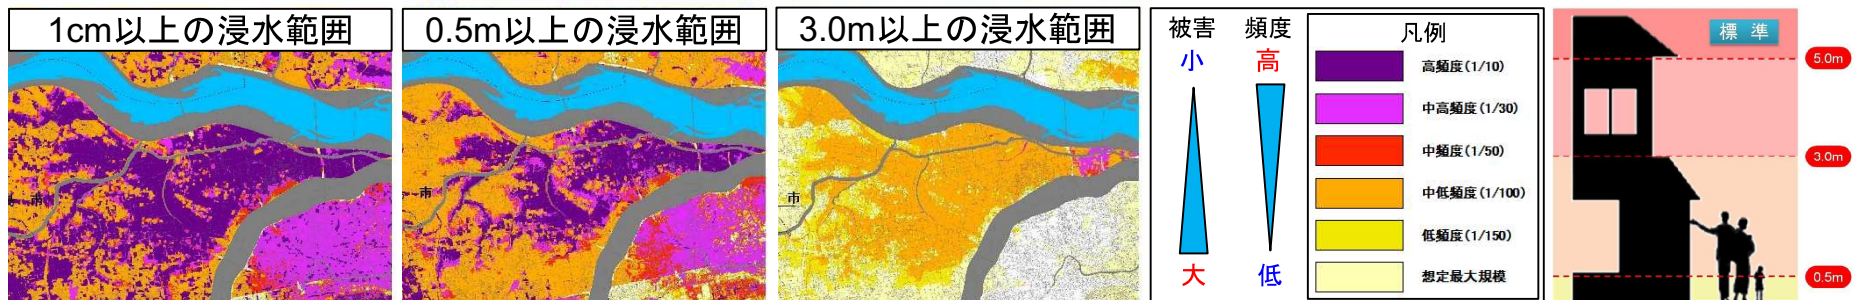 1cm以上の浸水範囲
市
0.5m以上の浸水範囲
市
3.0m以上の浸水範囲
市
被害
小
大
頻度
高
低
凡例
高頻度(1/10)
中高頻度(1/30)
中頻度(1/50)
中低頻度(1/100)
低頻度(1/150)
想定最大規模
標準
5.0m
3.0m
0.5m